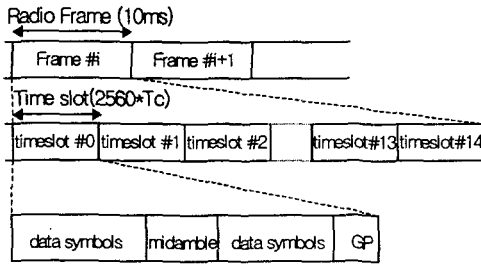 Radio Frame (10ms)
Frame #i Frame #i+1
Time slot(2560*Tc)
timeslot #0 timeslot #1 timeslot #2 timeslot#13 timeslot#14
data symbols midamble data symbols GP